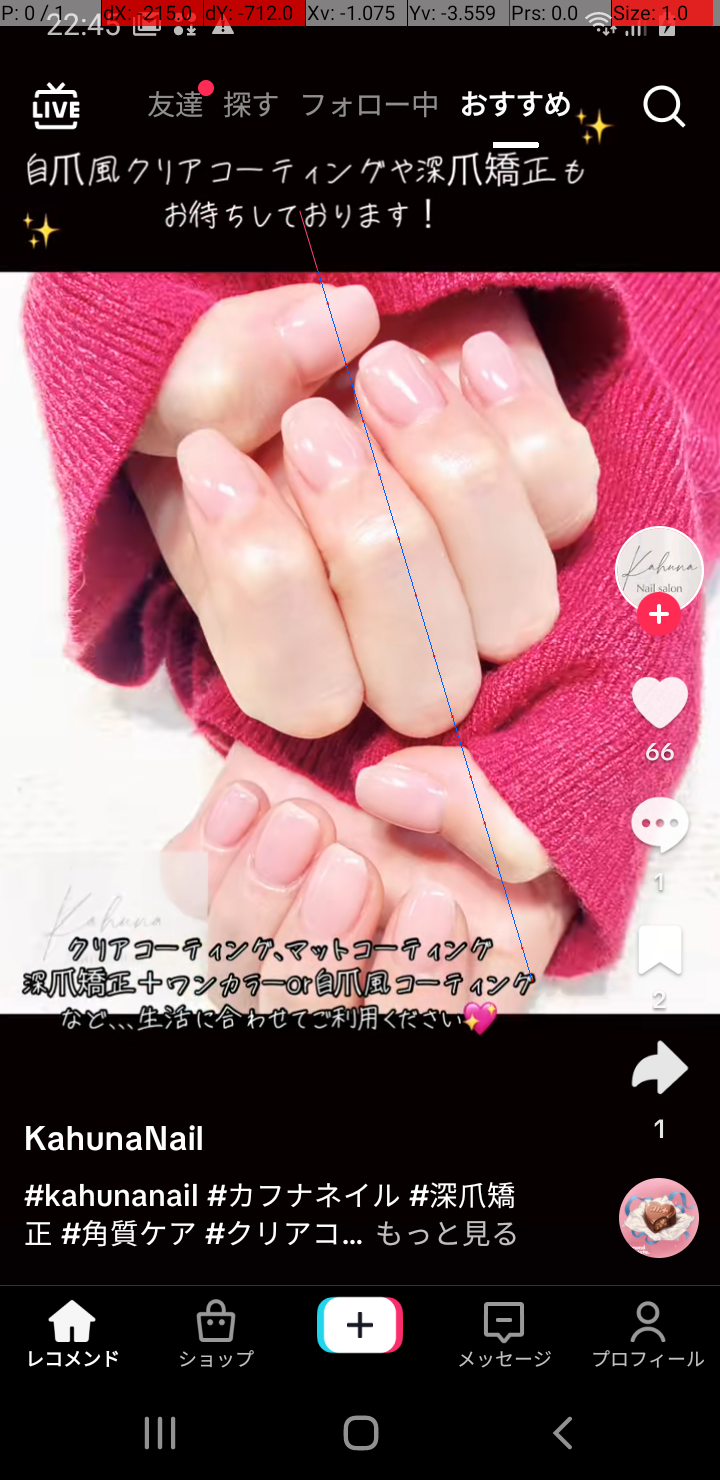 P: 0 / 1 dX: -215.0 dY: -712.0 Xv: -1.075 Yv: -3.559 Prs: 0.0 Size: 1.0
22:45
LIVE 友達 探す フォロー中 おすすめ
自爪風クリアコーティングや深爪矯正も
お待ちしております！
Kahuna
Nail salon
66
1
Kahuna
クリアコーティング、マットコーティング
深爪矯正＋ワンカラーor自爪風コーティング
など、、、生活に合わせてご利用ください
2
1
KahunaNail
#kahunanail #カフナネイル #深爪矯
正 #角質ケア #クリアコ... もっと見る
レコメンド ショップ メッセージ プロフィール